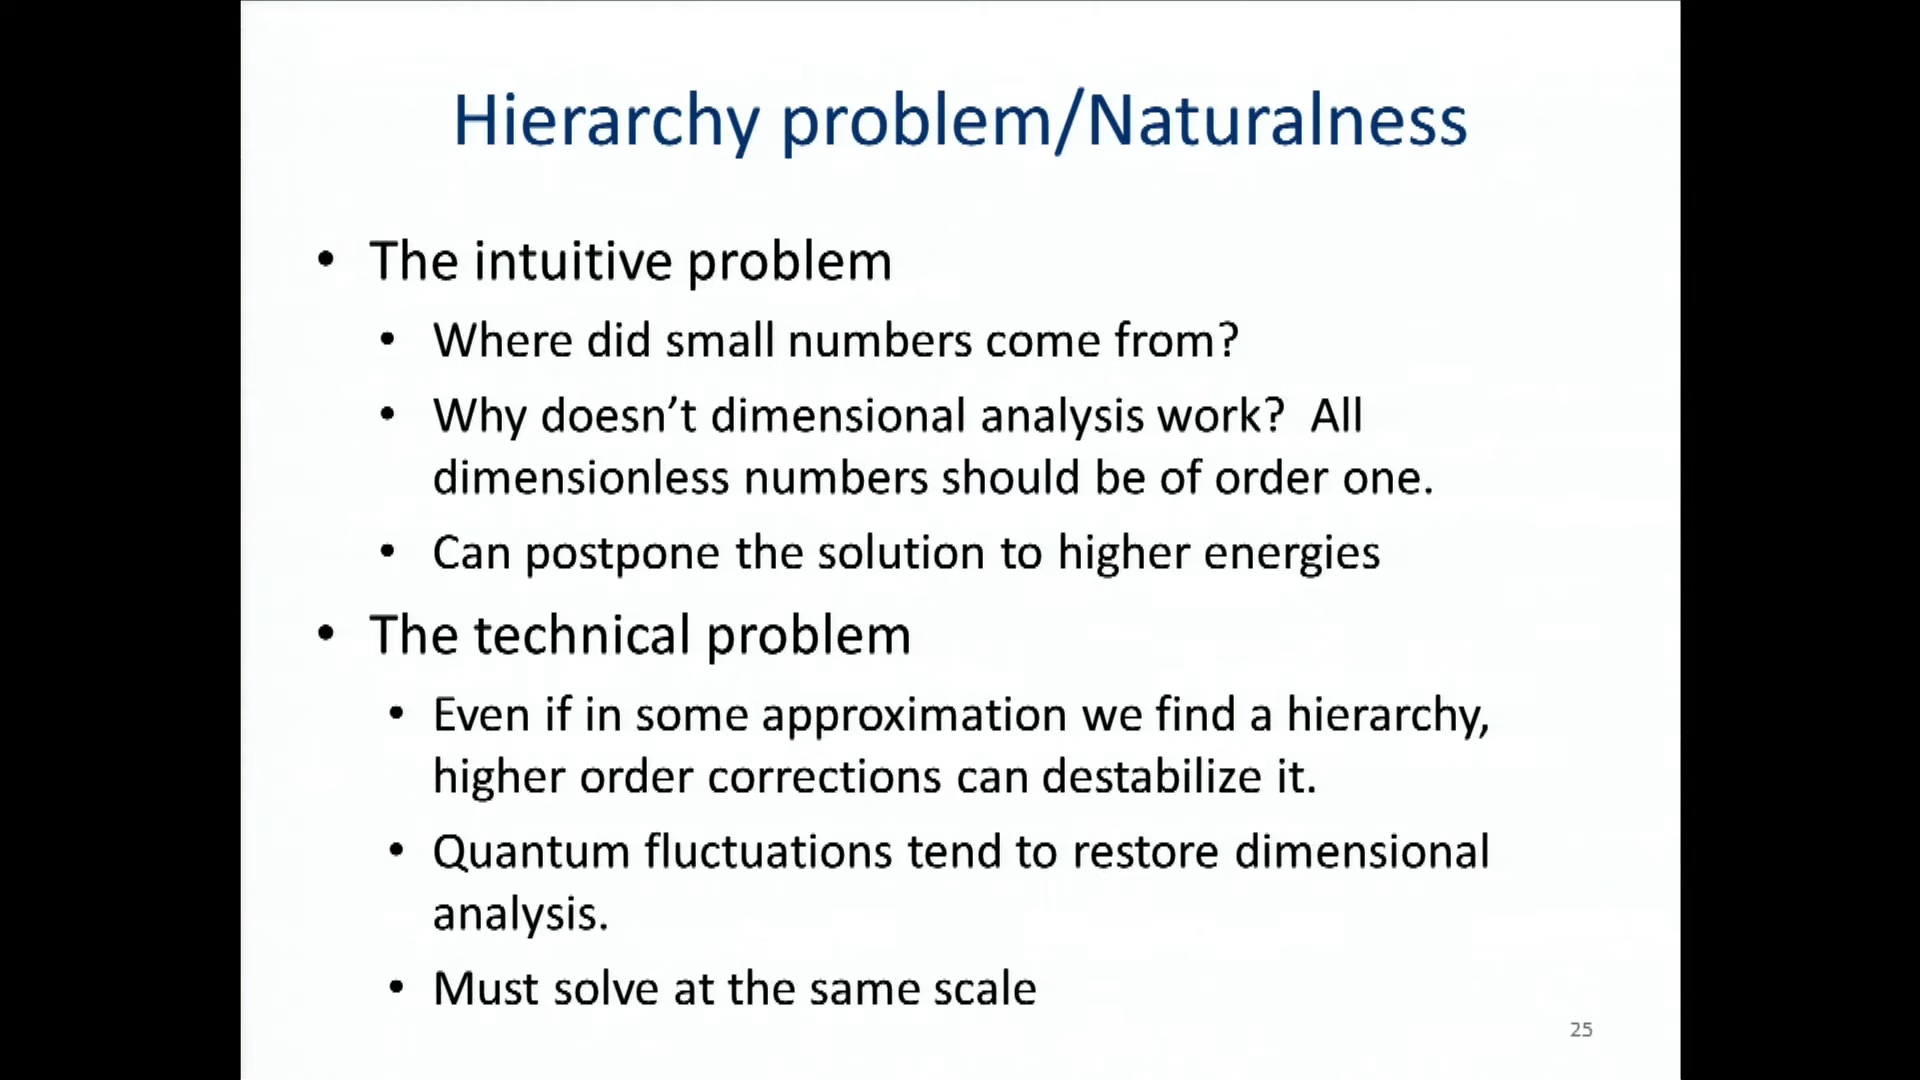 Hierarchy problem/Naturalness
• The intuitive problem
• Where did small numbers come from?
• Why doesn’t dimensional analysis work?  All
dimensionless numbers should be of order one.
• Can postpone the solution to higher energies
• The technical problem
• Even if in some approximation we find a hierarchy,
higher order corrections can destabilize it.
• Quantum fluctuations tend to restore dimensional
analysis.
• Must solve at the same scale
25